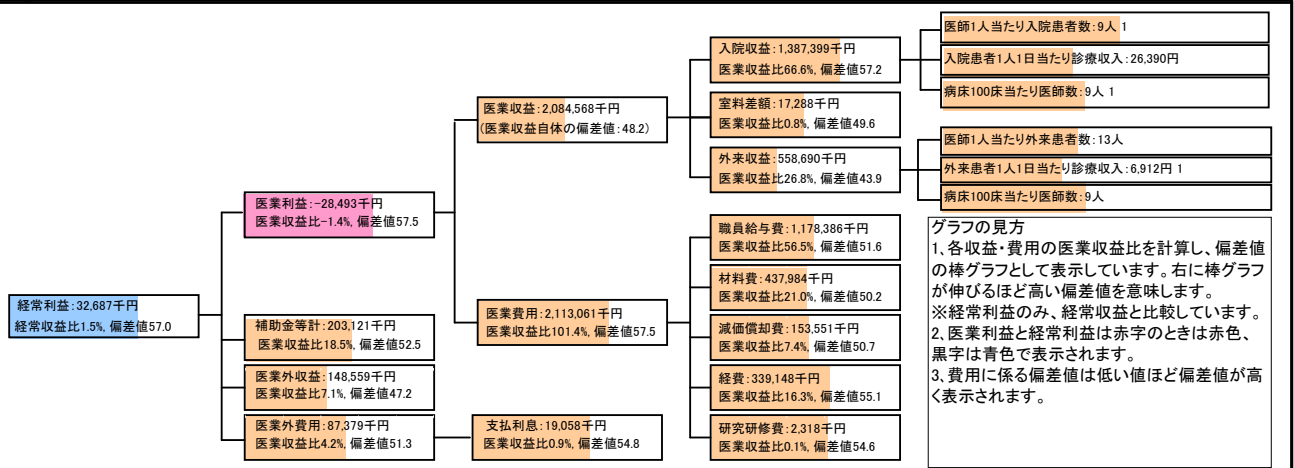 経常利益:32,687千円
経常収益比1.5%, 偏差値57.0
医業利益:-28,493千円
医業収益比-1.4%, 偏差値57.5
補助金等計:203,121千円
医業収益比18.5%, 偏差値52.5
医業外収益:148,559千円
医業収益比7.1%, 偏差値47.2
医業外費用:87,379千円
医業収益比4.2%, 偏差値51.3
支払利息:19,058千円
医業収益比0.9%, 偏差値54.8
医業収益:2,084,568千円
(医業収益自体の偏差値:48.2)
医業費用:2,113,061千円
医業収益比101.4%, 偏差値57.5
入院収益:1,387,399千円
医業収益比66.6%, 偏差値57.2
室料差額:17,288千円
医業収益比0.8%, 偏差値49.6
外来収益:558,690千円
医業収益比26.8%, 偏差値43.9
職員給与費:1,178,386千円
医業収益比56.5%, 偏差値51.6
材料費:437,984千円
医業収益比21.0%, 偏差値50.2
減価償却費:153,551千円
医業収益比7.4%, 偏差値50.7
経費:339,148千円
医業収益比16.3%, 偏差値55.1
研究研修費:2,318千円
医業収益比0.1%, 偏差値54.6
医師1人当たり入院患者数:9人 1
入院患者1人1日当たり診療収入:26,390円
病床100床当たり医師数:9人 1
医師1人当たり外来患者数:13人
外来患者1人1日当たり診療収入:6,912円 1
病床100床当たり医師数:9人
グラフの見方
1、各収益・費用の医業収益比を計算し、偏差値
の棒グラフとして表示しています。右に棒グラフ
が伸びるほど高い偏差値を意味します。
※経常利益のみ、経常収益と比較しています。
2、医業利益と経常利益は赤字のときは赤色、
黒字は青色で表示されます。
3、費用に係る偏差値は低い値ほど偏差値が高
く表示されます。